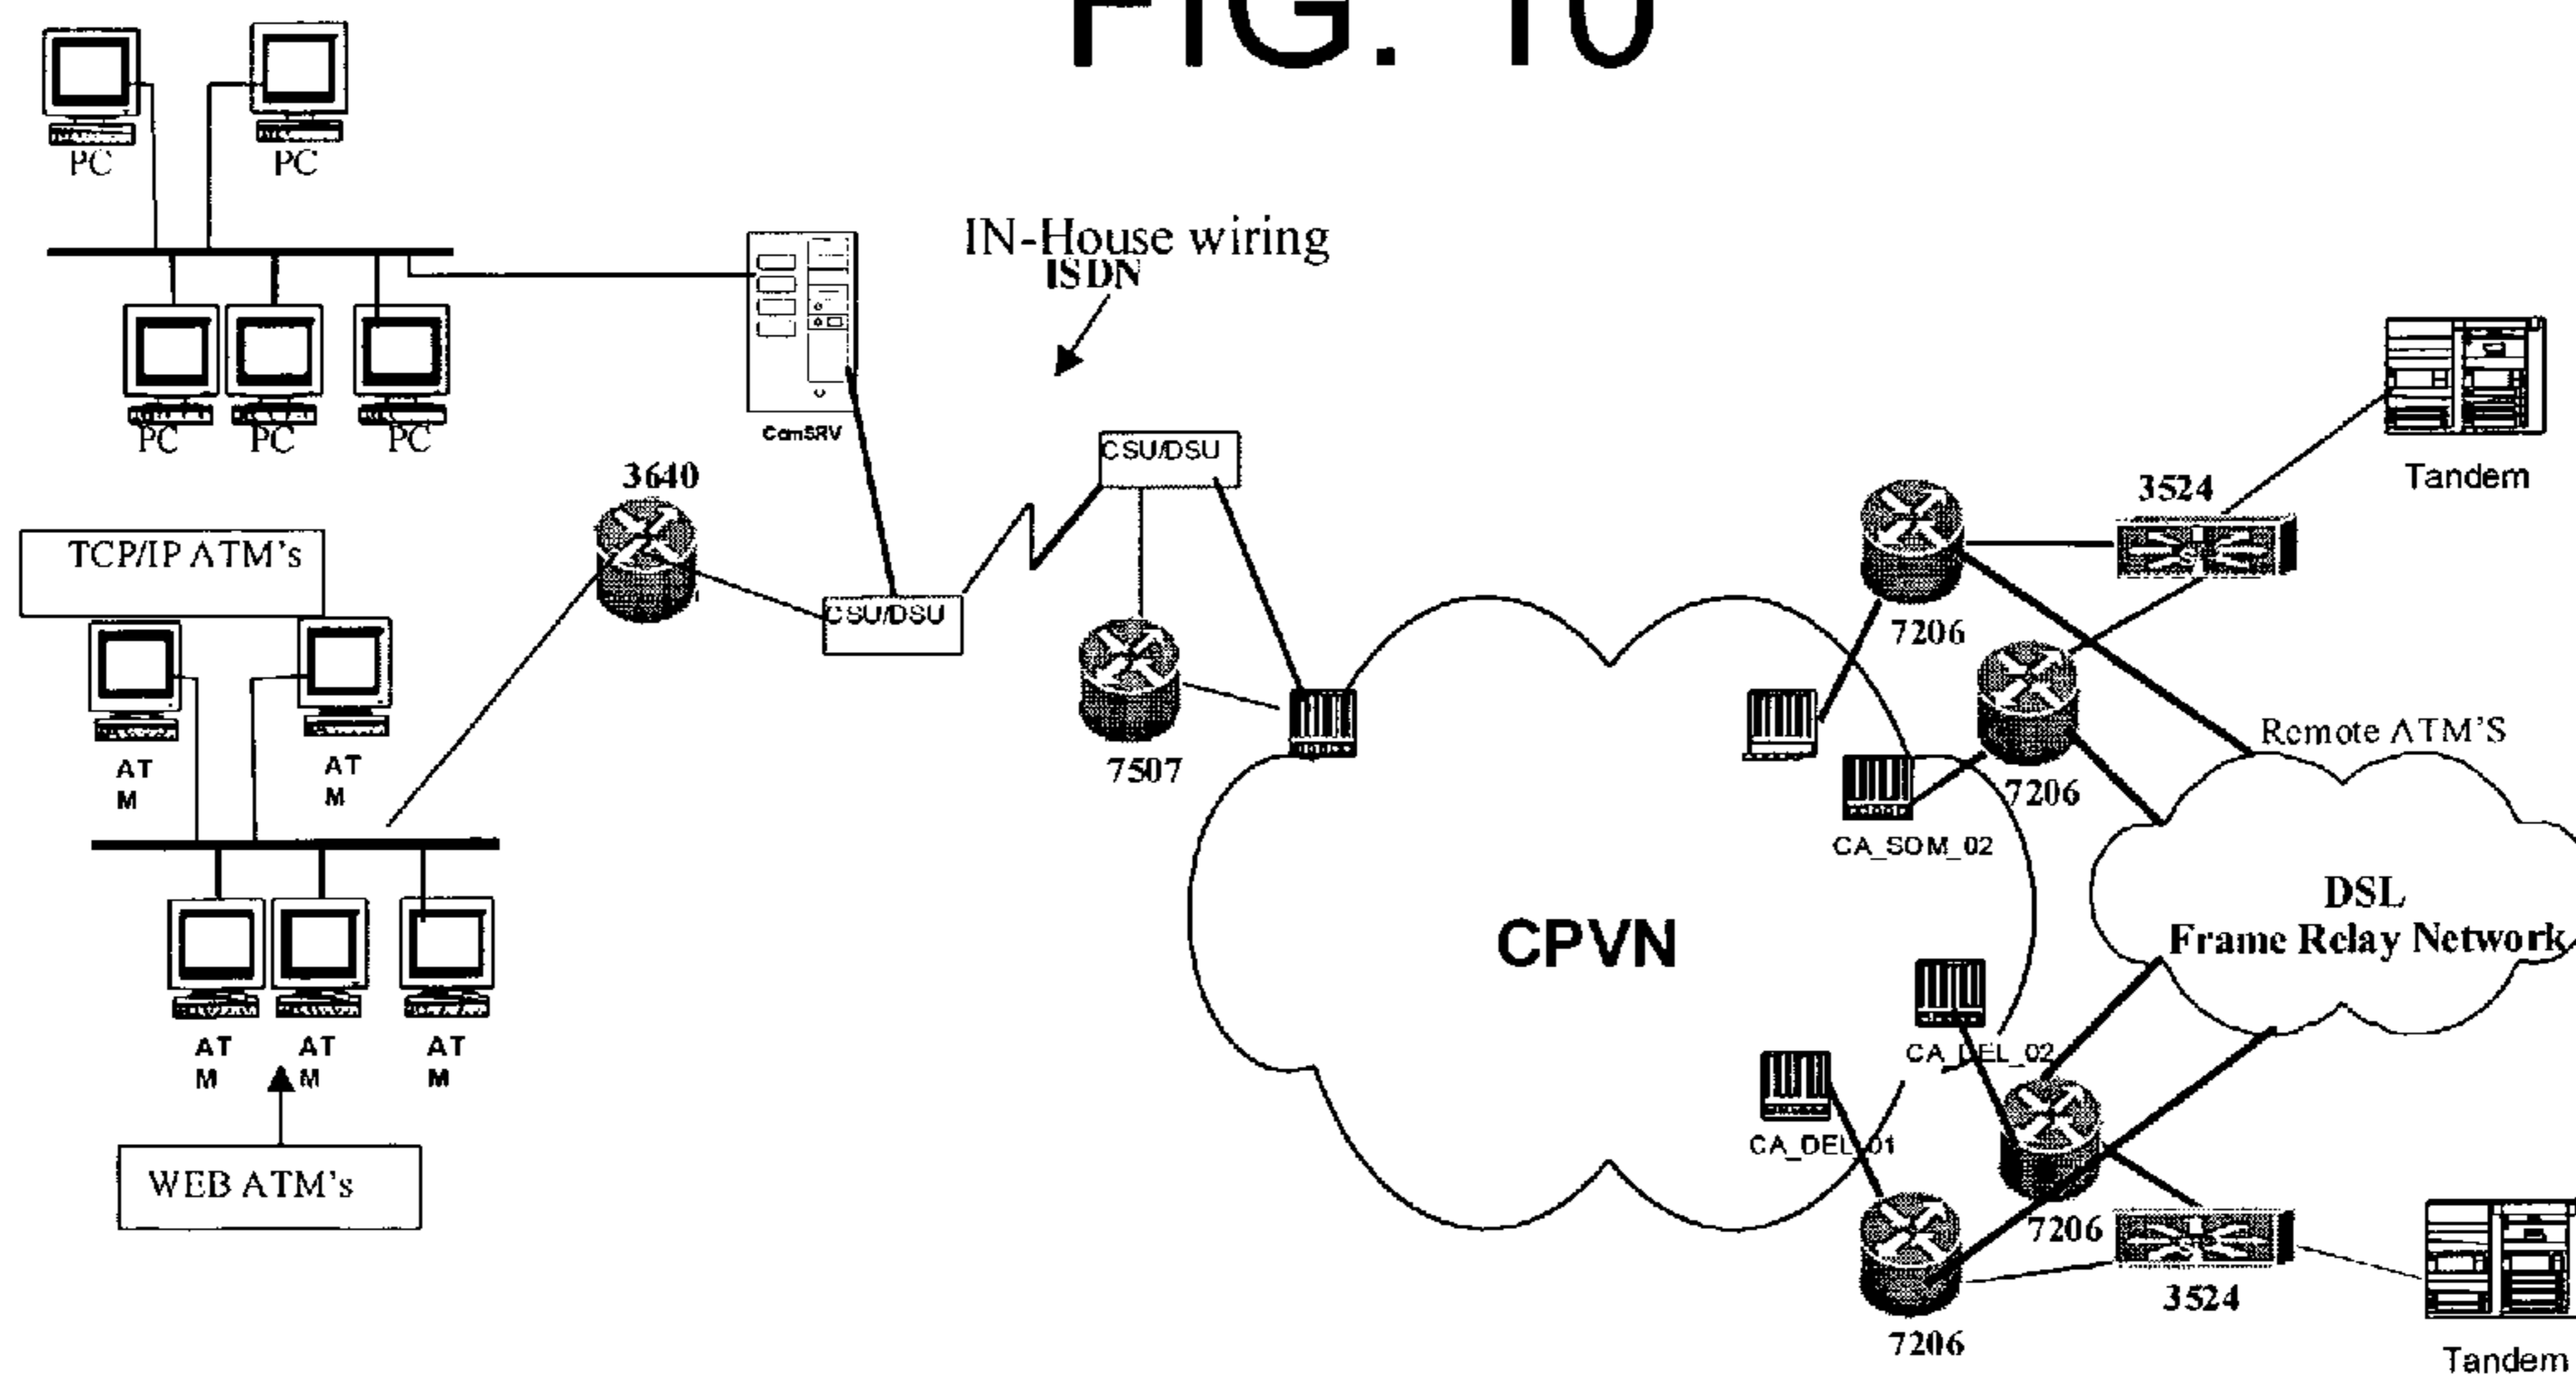 FIG. 10
PC
PC
IN-House wiring
ISDN
PC
PC
PC
ComSRV
3640
CSU/DSU
Tandem
3524
TCP/IP ATM's
CSU/DSU
7206
7507
Remote ATM'S
AT
M
AT
M
7206
CA_SOM_02
DSL
Frame Relay Network
CPVN
AT
M
AT
M
AT
M
CA_DEL_02
CA_DEL_01
WEB ATM's
7206
3524
7206
Tandem